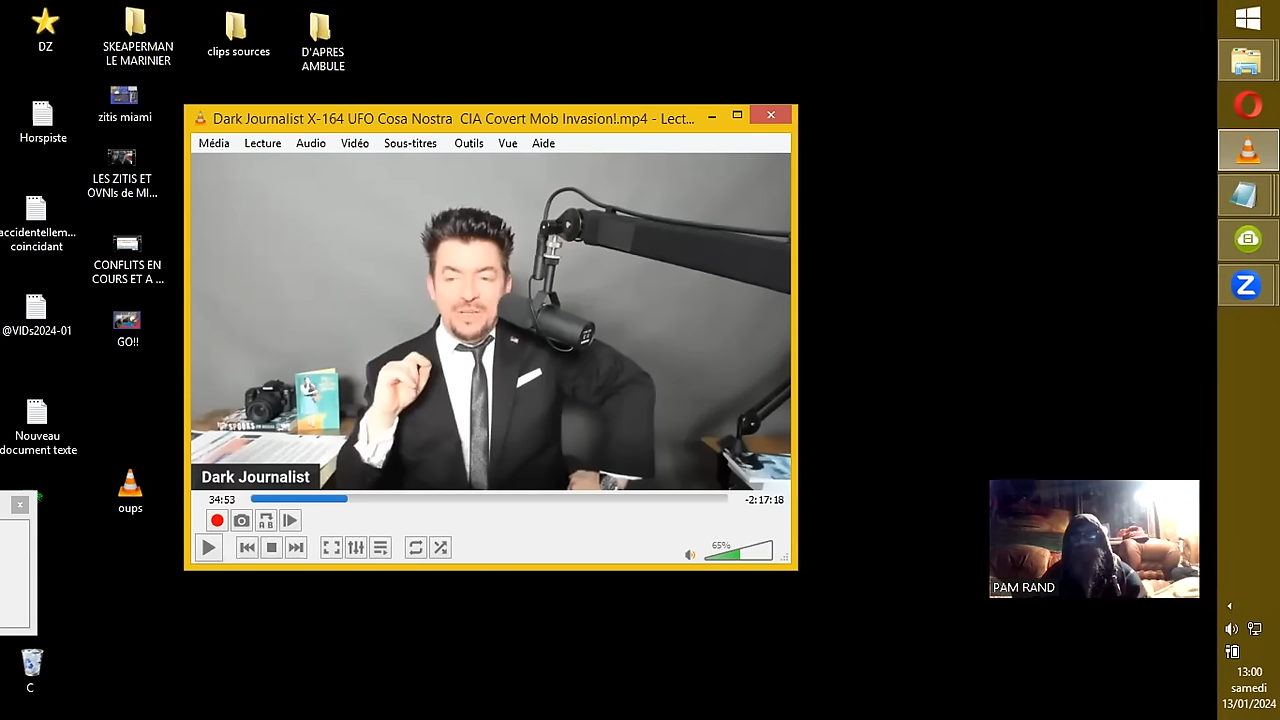 DZ
SKEAPERMAN
LE MARINIER
clips sources
D'APRES
AMBULE
Horspiste
zitis miami
LES ZITIS ET
OVNIs de MI...
accidentellem...
coincidant
CONFLITS EN
COURS ET A ...
@VIDs2024-01
GO!!
Nouveau
document texte
oups
C
Dark Journalist X-164 UFO Cosa Nostra  CIA Covert Mob Invasion!.mp4 - Lect...
Média Lecture Audio Vidéo Sous-titres Outils Vue Aide
SPOOKS
Dark Journalist
34:53
-2:17:18
A B
65%
PAM RAND
Z
13:00
samedi
13/01/2024